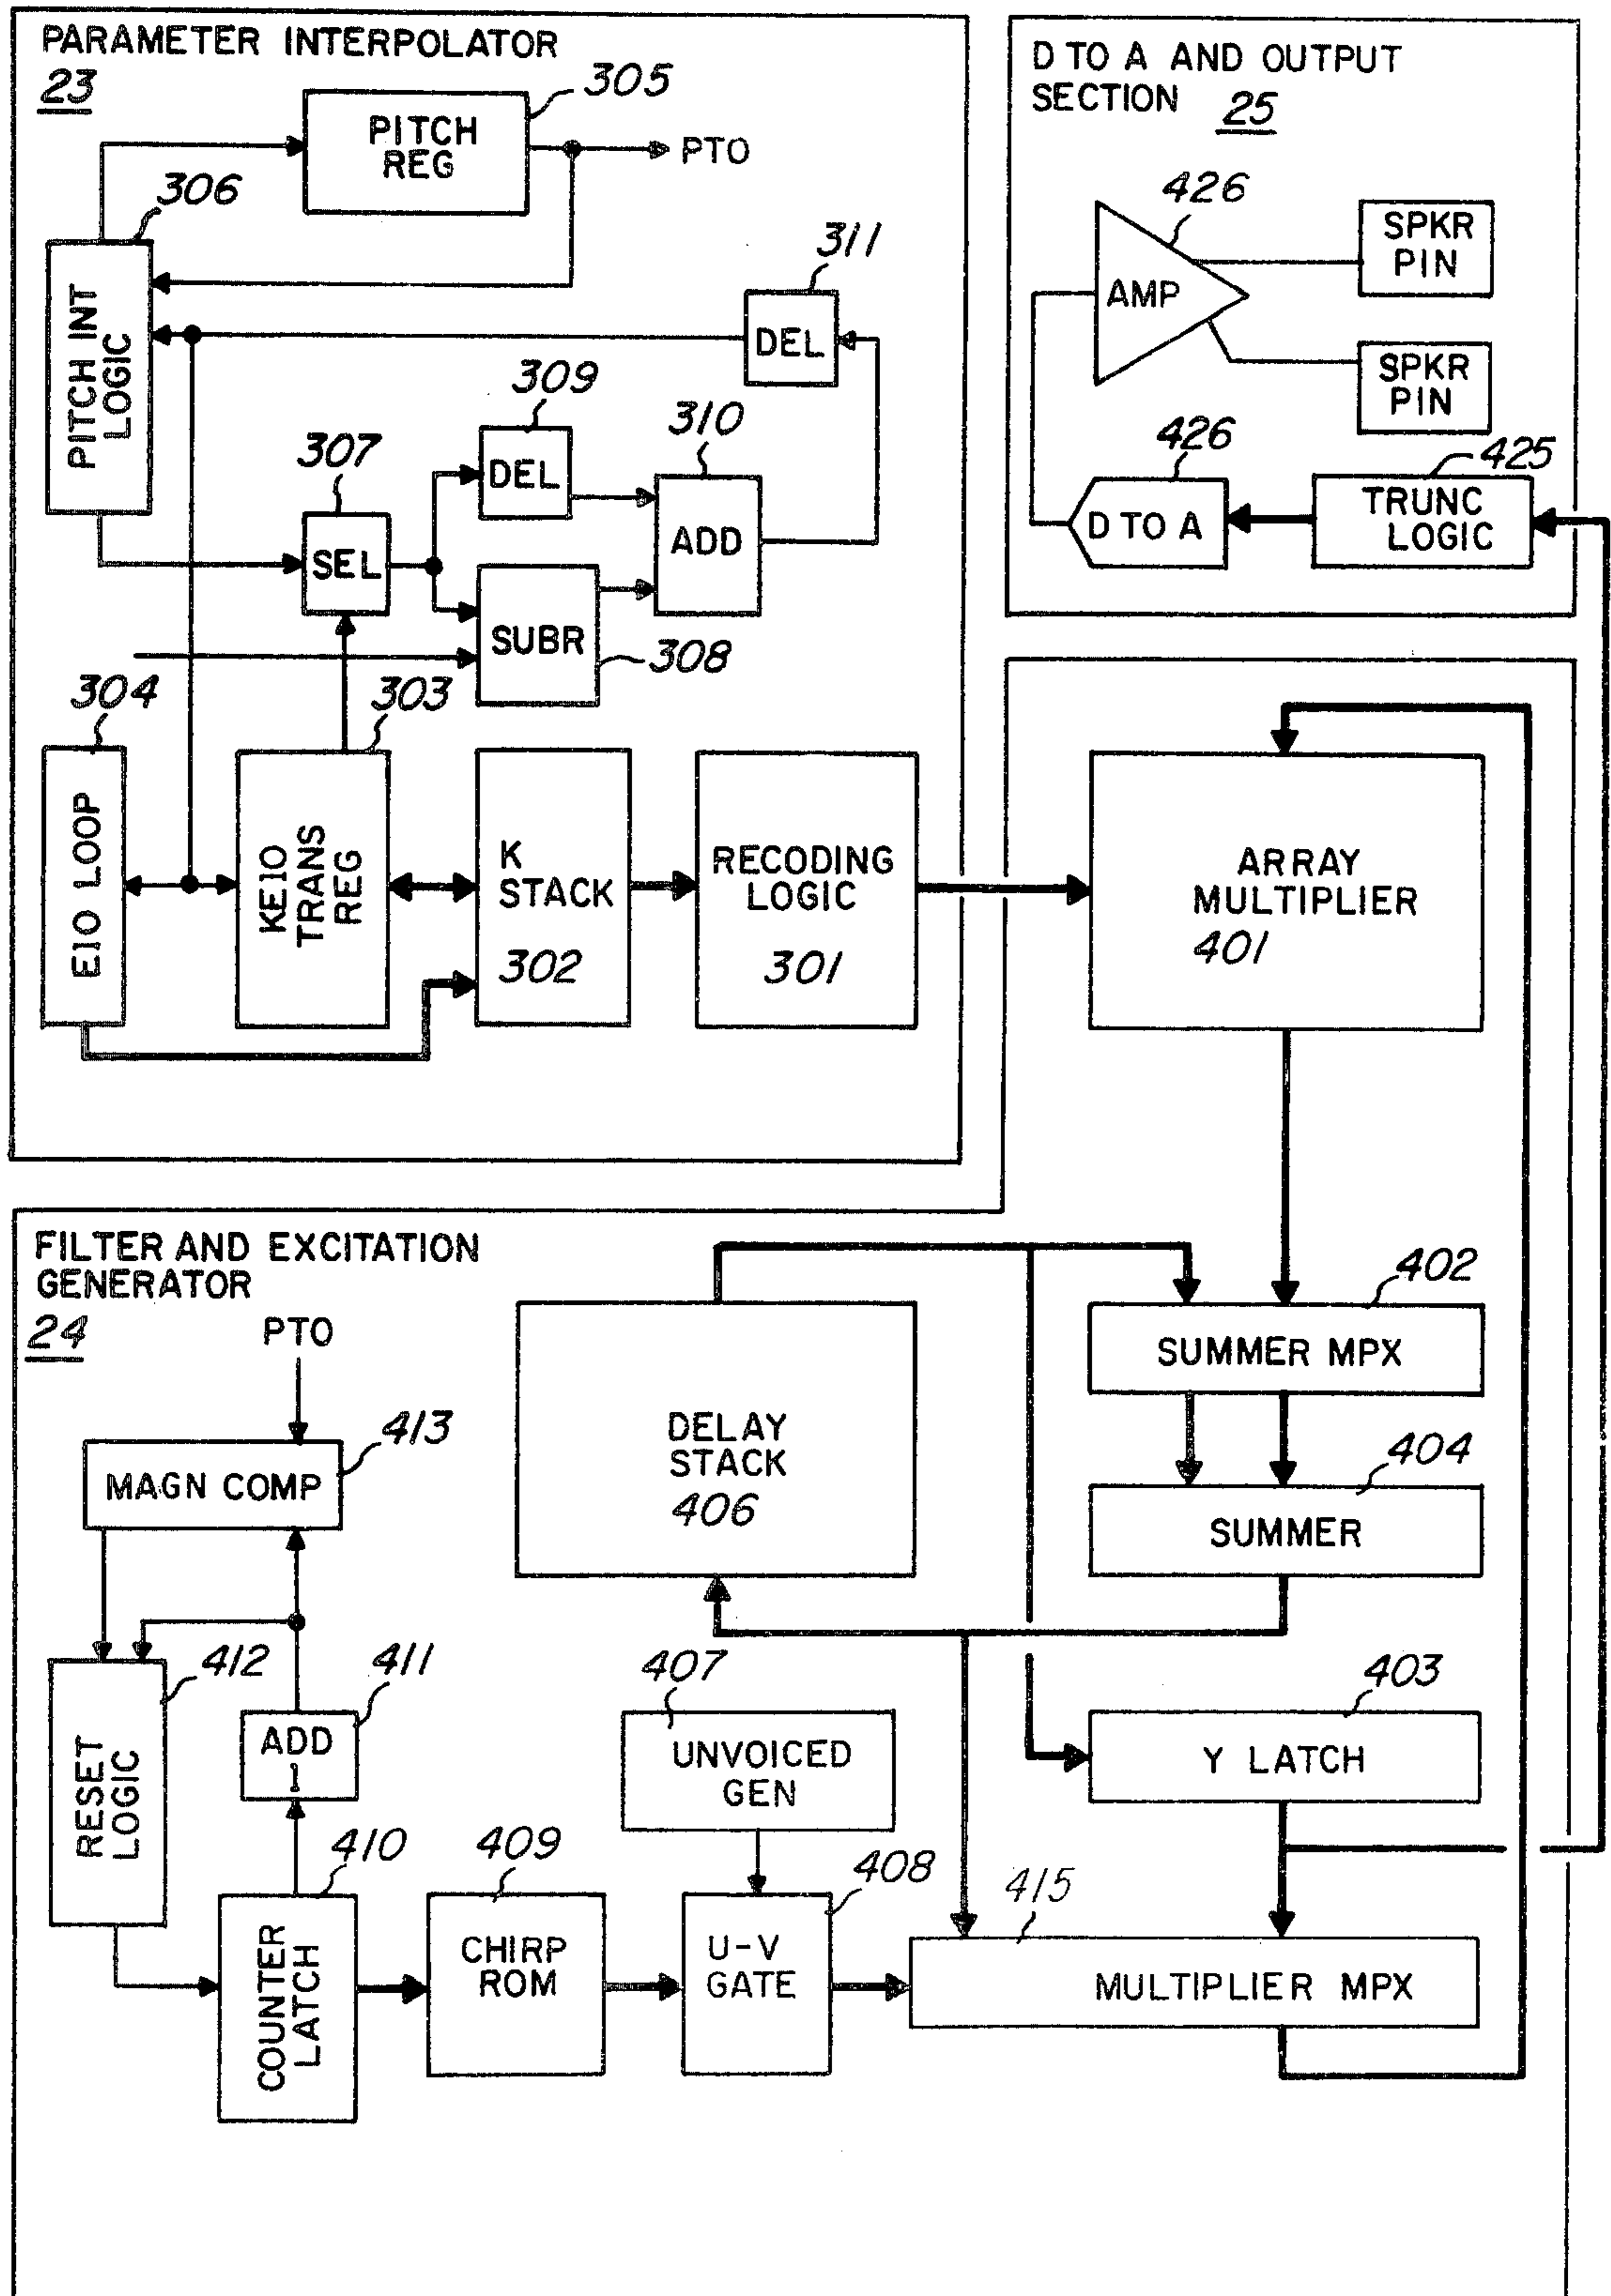 PARAMETER INTERPOLATOR
23
305
PITCH
REG
PTO
306
PITCH INT
LOGIC
311
DEL
309
DEL
310
ADD
307
SEL
SUBR
308
304
E10 LOOP
303
KE10
TRANS
REG
K
STACK
302
RECODING
LOGIC
301
D TO A AND OUTPUT
SECTION 25
426
AMP
SPKR
PIN
SPKR
PIN
426
D TO A
425
TRUNC
LOGIC
ARRAY
MULTIPLIER
401
FILTER AND EXCITATION
GENERATOR
24
PTO
413
MAGN COMP
DELAY
STACK
406
402
SUMMER MPX
404
SUMMER
412
RESET
LOGIC
411
ADD
1
407
UNVOICED
GEN
403
Y LATCH
410
COUNTER
LATCH
409
CHIRP
ROM
408
U-V
GATE
415
MULTIPLIER MPX